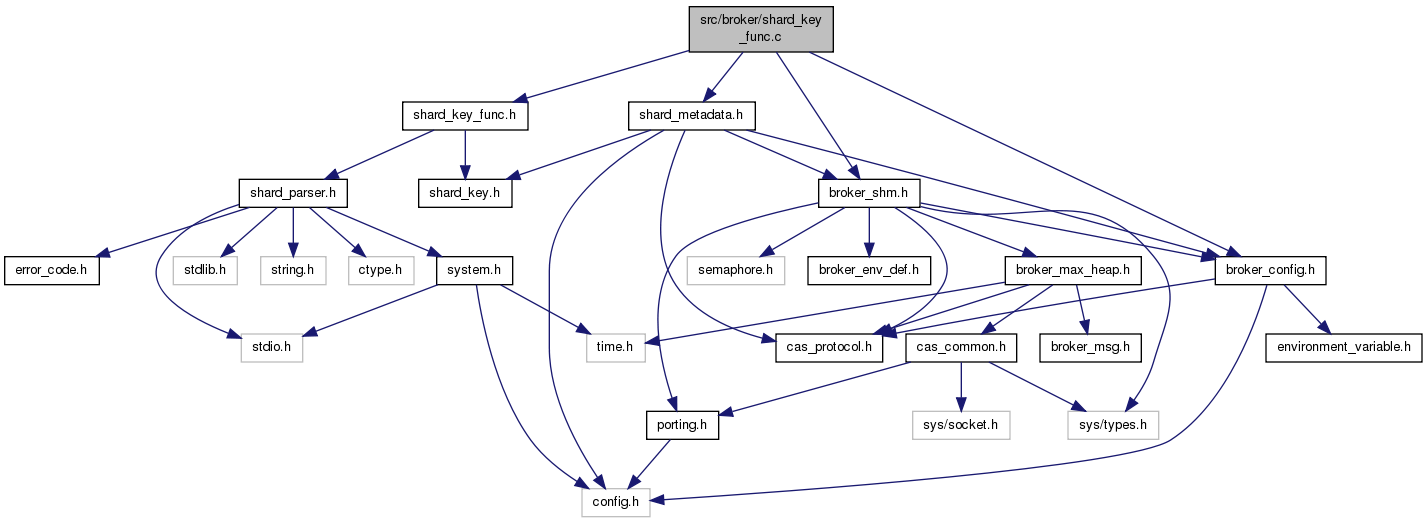 src/broker/shard_key
_func.c
shard_key_func.h
shard_metadata.h
shard_parser.h
shard_key.h
broker_shm.h
error_code.h
stdlib.h
string.h
ctype.h
system.h
semaphore.h
broker_env_def.h
broker_max_heap.h
broker_config.h
stdio.h
time.h
cas_protocol.h
cas_common.h
broker_msg.h
environment_variable.h
porting.h
sys/socket.h
sys/types.h
config.h